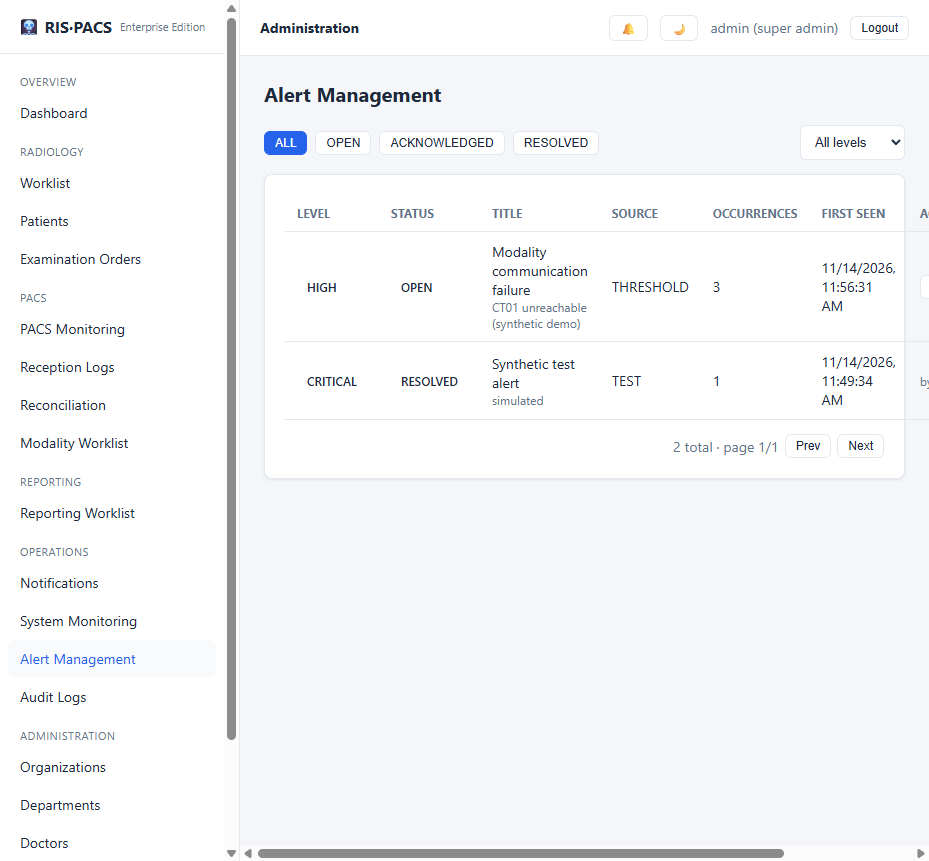 RIS·PACS Enterprise Edition
OVERVIEW
Dashboard
RADIOLOGY
Worklist
Patients
Examination Orders
PACS
PACS Monitoring
Reception Logs
Reconciliation
Modality Worklist
REPORTING
Reporting Worklist
OPERATIONS
Notifications
System Monitoring
Alert Management
Audit Logs
ADMINISTRATION
Organizations
Departments
Doctors
Administration
admin (super admin) Logout
Alert Management
ALL OPEN ACKNOWLEDGED RESOLVED All levels
LEVEL STATUS TITLE SOURCE OCCURRENCES FIRST SEEN
HIGH OPEN Modality communication failure CT01 unreachable (synthetic demo) THRESHOLD 3 11/14/2026, 11:56:31 AM
CRITICAL RESOLVED Synthetic test alert simulated TEST 1 11/14/2026, 11:49:34 AM by
2 total · page 1/1 Prev Next